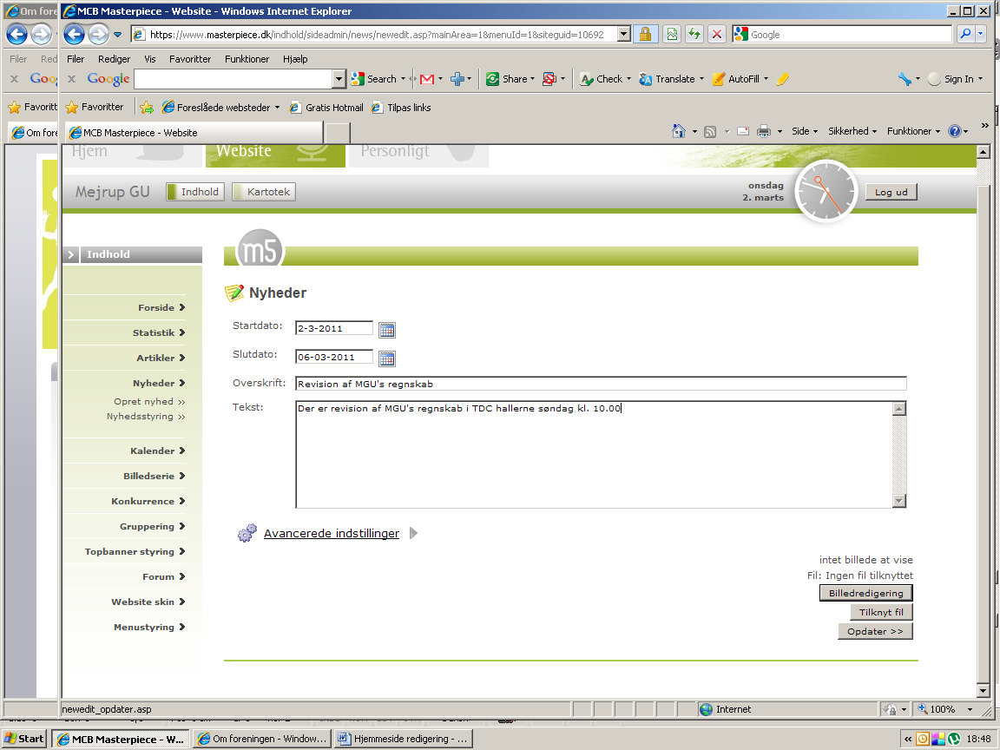 Om fore
MCB Masterpiece - Website - Windows Internet Explorer
https://www.masterpiece.dk/indhold/sideadmin/news/newedit.asp?mainArea=1&menuId=1&siteguid=10692
Google
Filer Red
Filer Rediger Vis Favoritter Funktioner Hjælp
x Goo
x Google Search Share Check Translate AutoFill Sign In
Favoritt
Favoritter Foreslåede websteder Gratis Hotmail Tilpas links
Om fore
MCB Masterpiece - Website
Side Sikkerhed Funktioner »
Hjem Website Personligt
Mejrup GU Indhold Kartotek
onsdag
2. marts
Log ud
Indhold
m5
Nyheder
Forside
Statistik
Artikler
Nyheder
Opret nyhed »
Nyhedsstyring »
Kalender
Billedserie
Konkurrence
Gruppering
Topbanner styring
Forum
Website skin
Menustyring
Startdato: 2-3-2011
Slutdato: 06-03-2011
Overskrift: Revision af MGU's regnskab
Tekst: Der er revision af MGU's regnskab i TDC hallerne søndag kl. 10.00
Avancerede indstillinger
intet billede at vise
Fil: Ingen fil tilknyttet
Billedredigering
Tilknyt fil
Opdater >>
newedit_opdater.asp Internet 100%
Start MCB Masterpiece - W... Om foreningen - Window... Hjemmeside redigering - ... « 18:48